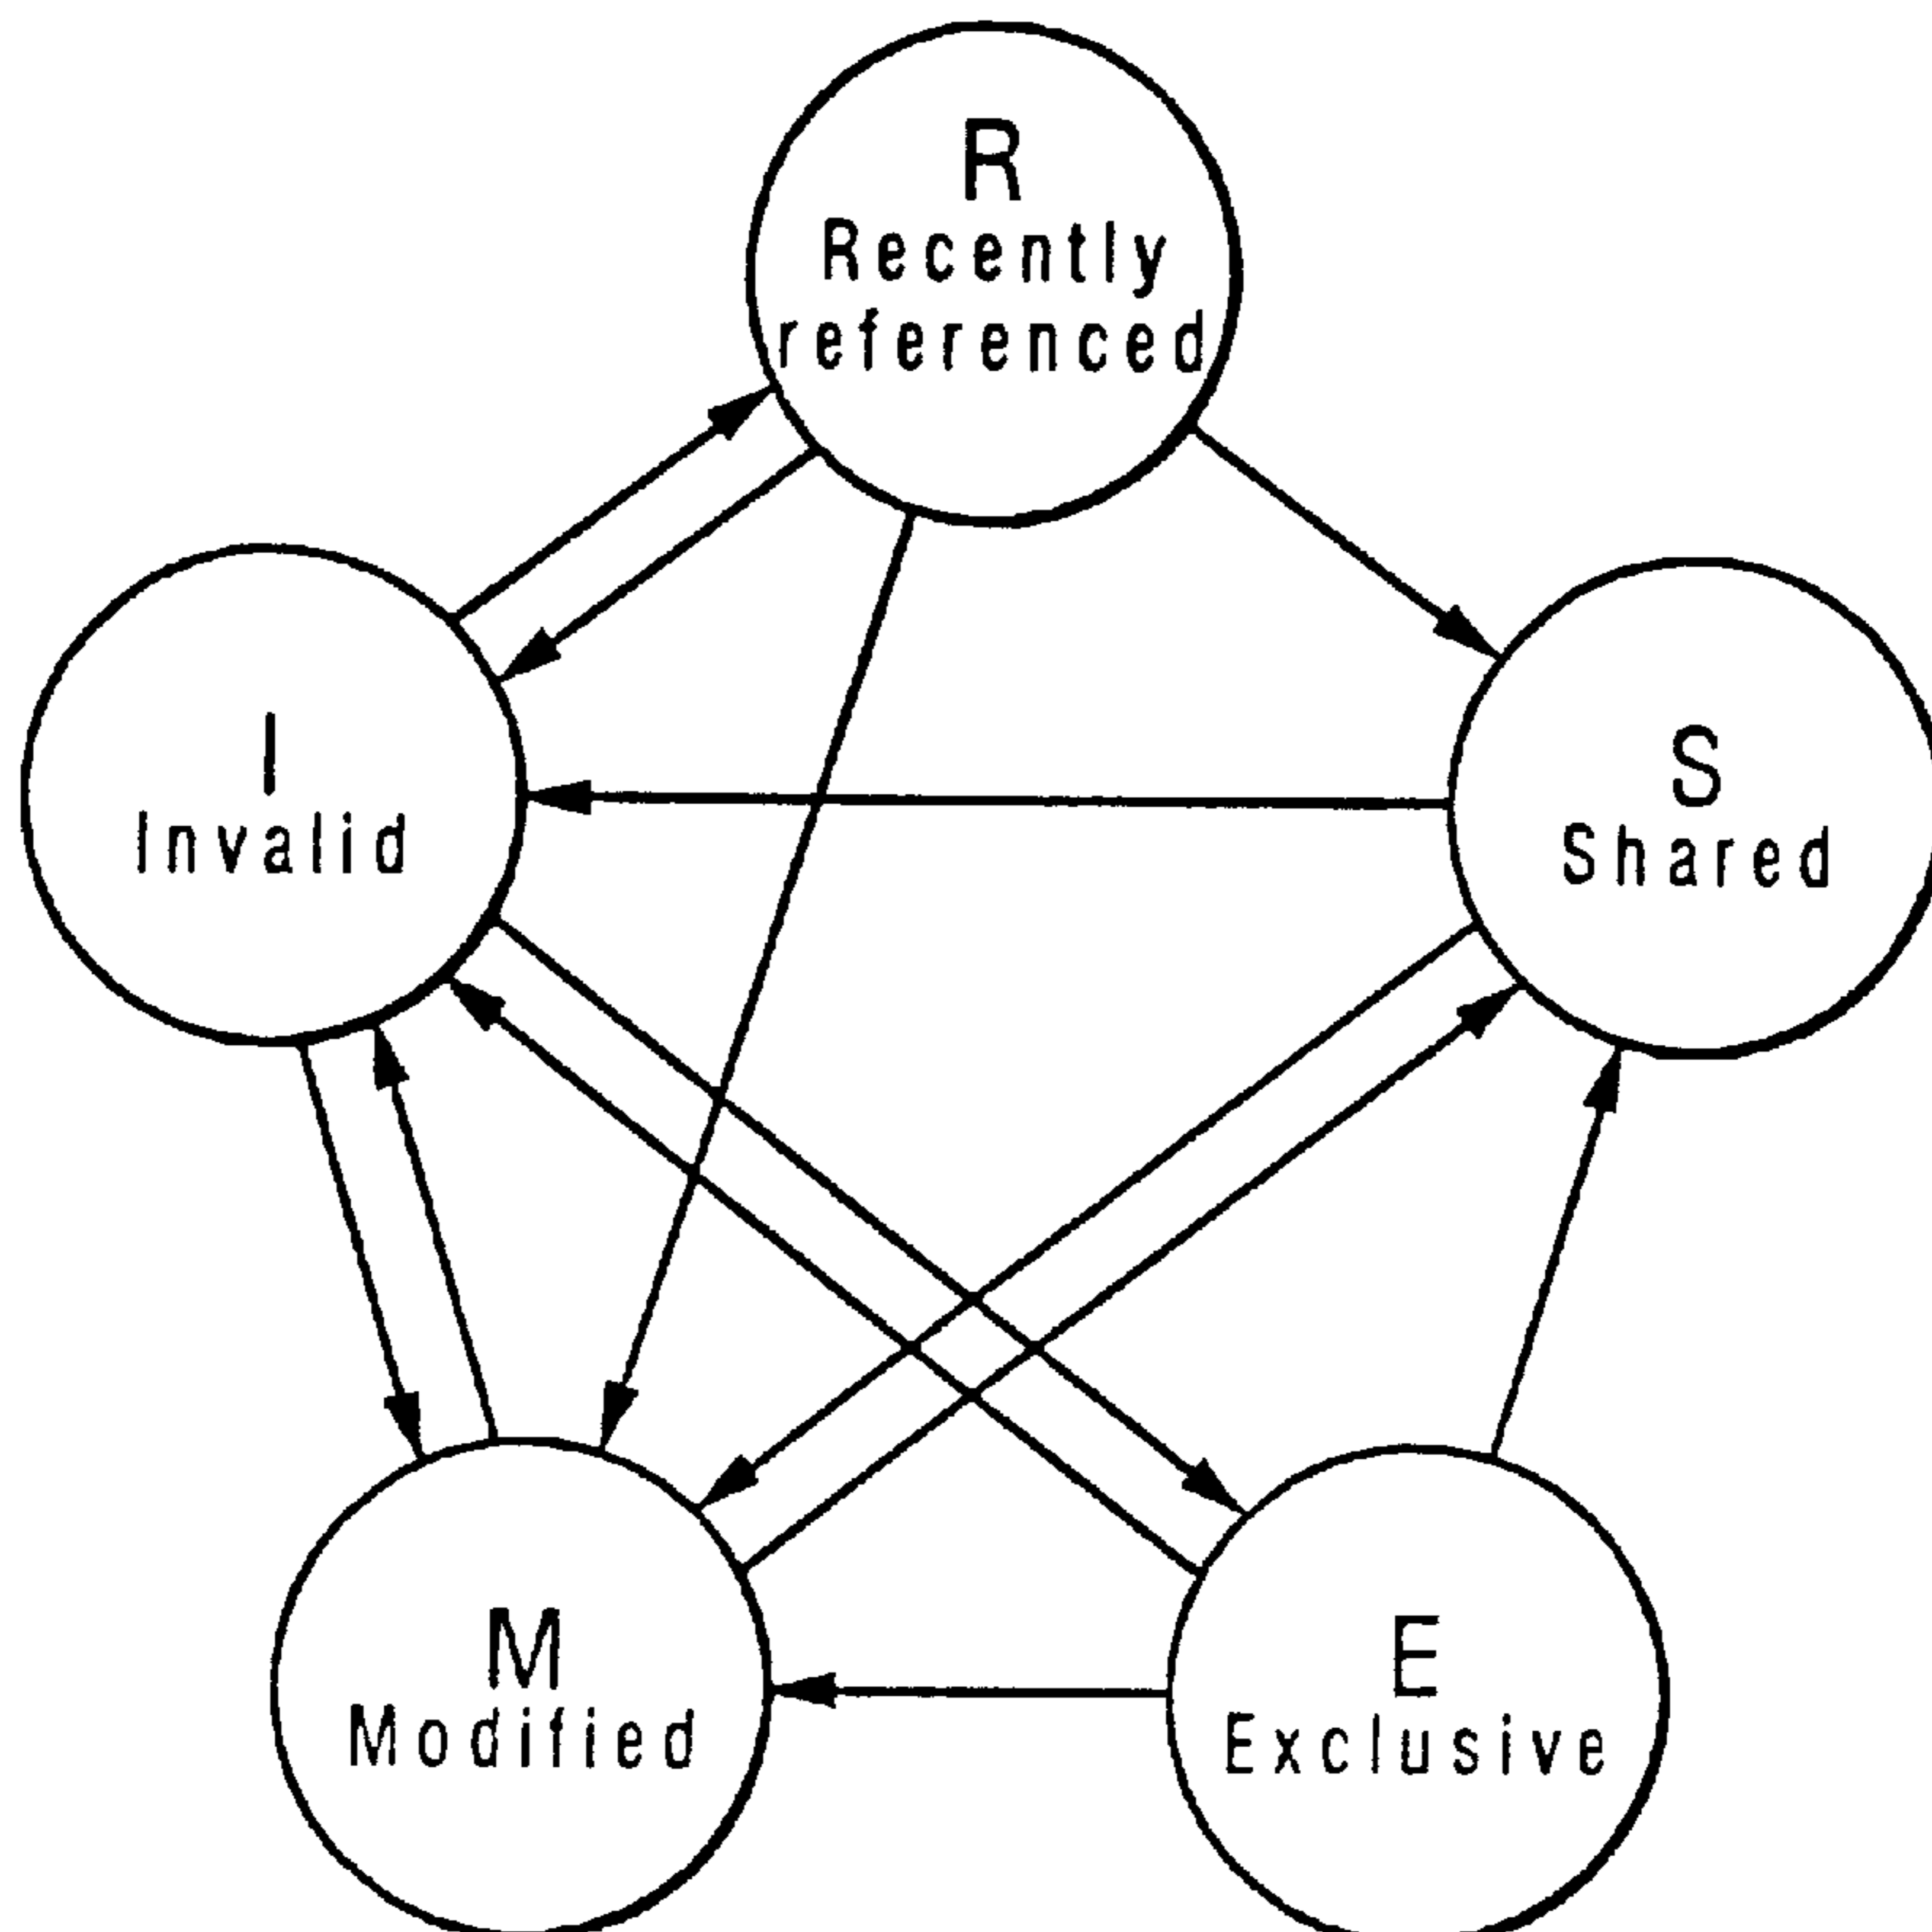 R
Recently
referenced
I
Invalid
S
Shared
M
Modified
E
Exclusive